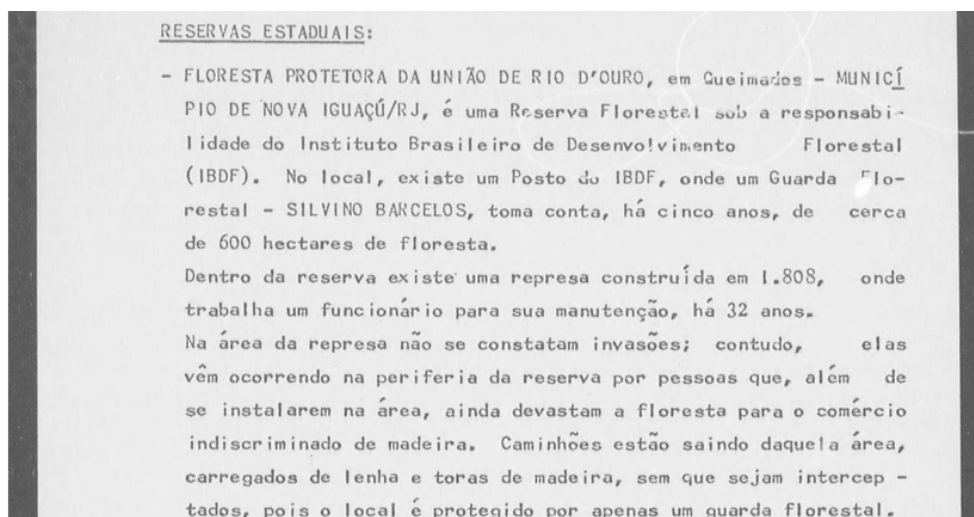 RESERVAS ESTADUAIS:
- FLORESTA PROTETORA DA UNIÃO DE RIO D'OURO, em Queimados - MUNICÍ
PIO DE NOVA IGUAÇÚ/RJ, é uma Reserva Florestal sob a responsabi-
lidade do Instituto Brasileiro de Desenvolvimento Florestal
(IBDF). No local, existe um Posto do IBDF, onde um Guarda Flo-
restal - SILVINO BARCELOS, toma conta, há cinco anos, de cerca
de 600 hectares de floresta.
Dentro da reserva existe uma represa construída em 1.808, onde
trabalha um funcionário para sua manutenção, há 32 anos.
Na área da represa não se constatam invasões; contudo, elas
vêm ocorrendo na periferia da reserva por pessoas que, além de
se instalarem na área, ainda devastam a floresta para o comércio
indiscriminado de madeira. Caminhões estão saindo daquela área,
carregados de lenha e toras de madeira, sem que sejam intercep -
tados, pois o local é protegido por apenas um guarda florestal.